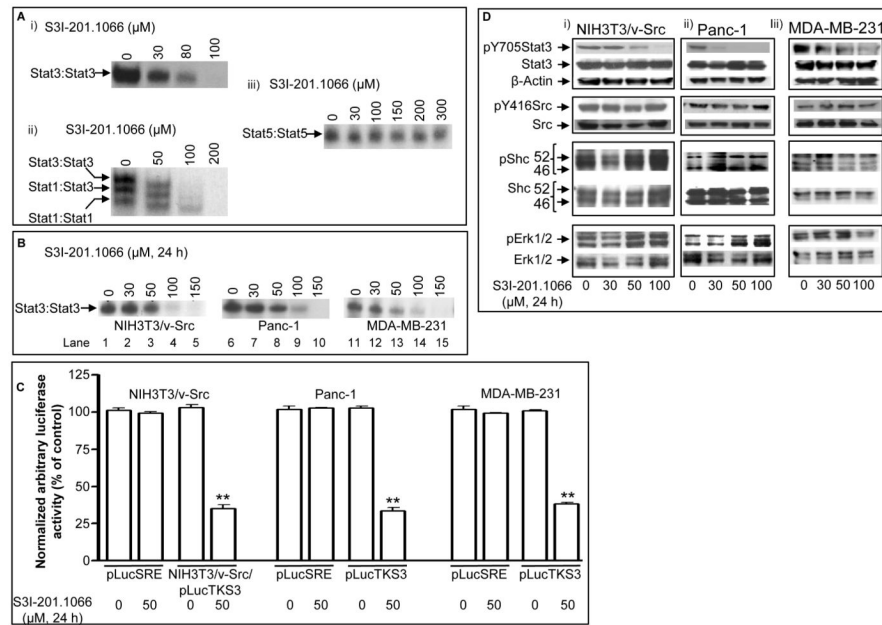 A
i) S3I-201.1066 (µM)
0 30 80 100
Stat3:Stat3
ii) S3I-201.1066 (µM)
0 50 100 200
Stat3:Stat3
Stat1:Stat3
Stat1:Stat1
iii) S3I-201.1066 (µM)
0 30 100 150 200 300
Stat5:Stat5
B
S3I-201.1066 (µM, 24 h)
0 30 50 100 150 0 30 50 100 150 0 30 50 100 150
Stat3:Stat3
NIH3T3/v-Src Panc-1 MDA-MB-231
Lane 1 2 3 4 5 6 7 8 9 10 11 12 13 14 15
C
Normalized arbitrary luciferase
activity (% of control)
125
100
75
50
25
0
NIH3T3/v-Src Panc-1 MDA-MB-231
** ** **
pLucSRE NIH3T3/v-Src/ pLucSRE pLucTKS3 pLucSRE pLucTKS3
pLucTKS3
S3I-201.1066 0 50 0 50 0 50 0 50 0 50 0 50
(µM, 24 h)
D
i) NIH3T3/v-Src ii) Panc-1 Iii) MDA-MB-231
pY705Stat3
Stat3
β-Actin
pY416Src
Src
pShc 52
46
Shc 52
46
pErk1/2
Erk1/2
S3I-201.1066 0 30 50 100 0 30 50 100 0 30 50 100
(µM, 24 h)